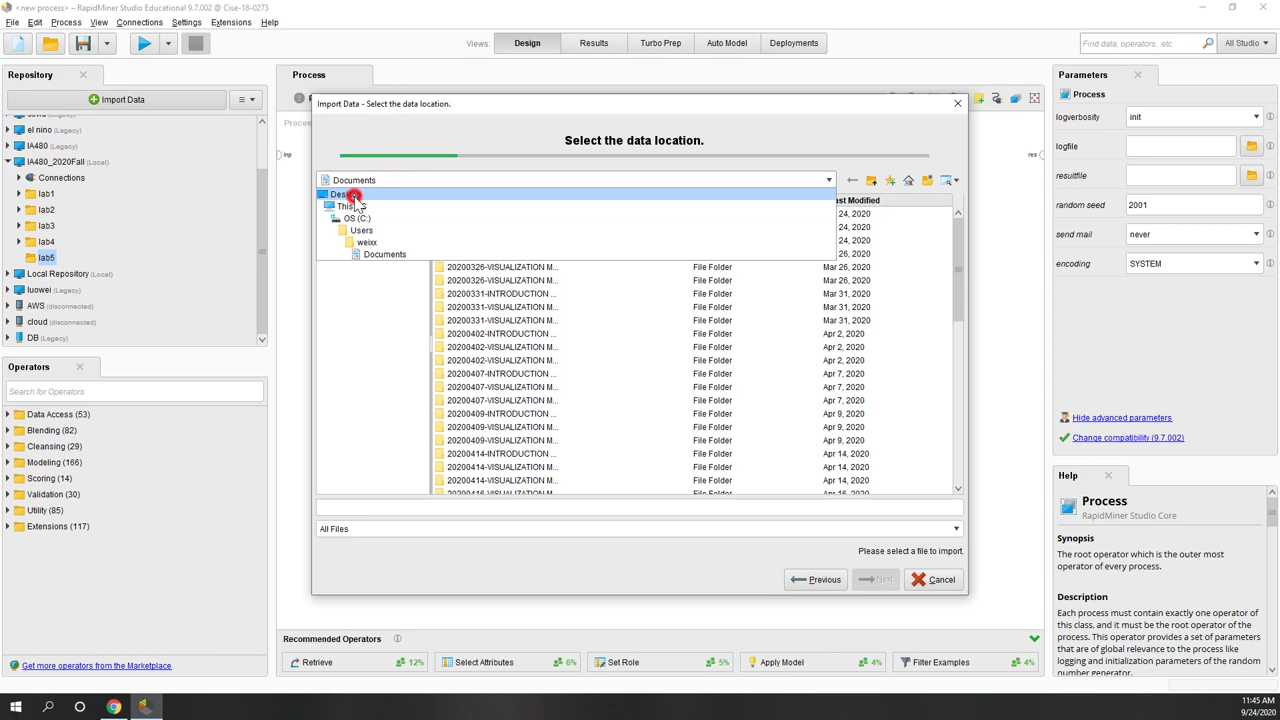 <new process> – RapidMiner Studio Educational 9.7.002 @ Cise-18-0273
File Edit Process View Connections Settings Extensions Help
Views: Design Results Turbo Prep Auto Model Deployments
Find data, operators...etc All Studio
Repository
Import Data
el nino (Legacy)
IA480 (Legacy)
IA480_2020Fall (Local)
Connections
lab1
lab2
lab3
lab4
lab5
Local Repository (Legacy)
luowei (Legacy)
AWS (disconnected)
cloud (disconnected)
DB (Legacy)
Operators
Search for Operators
Data Access (53)
Blending (82)
Cleansing (29)
Modeling (166)
Scoring (14)
Validation (30)
Utility (85)
Extensions (117)
Get more operators from the Marketplace
Process
inp
res
Import Data - Select the data location.
Select the data location.
Documents
OS (C:)
Users
weixx
Documents
Last Modified
24, 2020
24, 2020
24, 2020
26, 2020
20200326-VISUALIZATION M... File Folder Mar 26, 2020
20200326-VISUALIZATION M... File Folder Mar 26, 2020
20200331-INTRODUCTION ... File Folder Mar 31, 2020
20200331-VISUALIZATION M... File Folder Mar 31, 2020
20200331-VISUALIZATION M... File Folder Mar 31, 2020
20200402-INTRODUCTION ... File Folder Apr 2, 2020
20200402-VISUALIZATION M... File Folder Apr 2, 2020
20200402-VISUALIZATION M... File Folder Apr 2, 2020
20200407-INTRODUCTION ... File Folder Apr 7, 2020
20200407-VISUALIZATION M... File Folder Apr 7, 2020
20200407-VISUALIZATION M... File Folder Apr 7, 2020
20200409-INTRODUCTION ... File Folder Apr 9, 2020
20200409-VISUALIZATION M... File Folder Apr 9, 2020
20200409-VISUALIZATION M... File Folder Apr 9, 2020
20200414-INTRODUCTION ... File Folder Apr 14, 2020
20200414-VISUALIZATION M... File Folder Apr 14, 2020
20200414-VISUALIZATION M... File Folder Apr 14, 2020
20200416-VISUALIZATION M... File Folder Apr 16, 2020
All Files
Please select a file to import.
Previous Next Cancel
Recommended Operators
Retrieve 12% Select Attributes 6% Set Role 5% Apply Model 4% Filter Examples 4%
Parameters
Process
logverbosity init
logfile
resultfile
random seed 2001
send mail never
encoding SYSTEM
Hide advanced parameters
Change compatibility (9.7.002)
Help
Process
RapidMiner Studio Core
Synopsis
The root operator which is the outer most
operator of every process.
Description
Each process must contain exactly one operator of
this class, and it must be the root operator of the
process. This operator provides a set of parameters
that are of global relevance to the process like
logging and initialization parameters of the random
number generator.
11:45 AM
9/24/2020